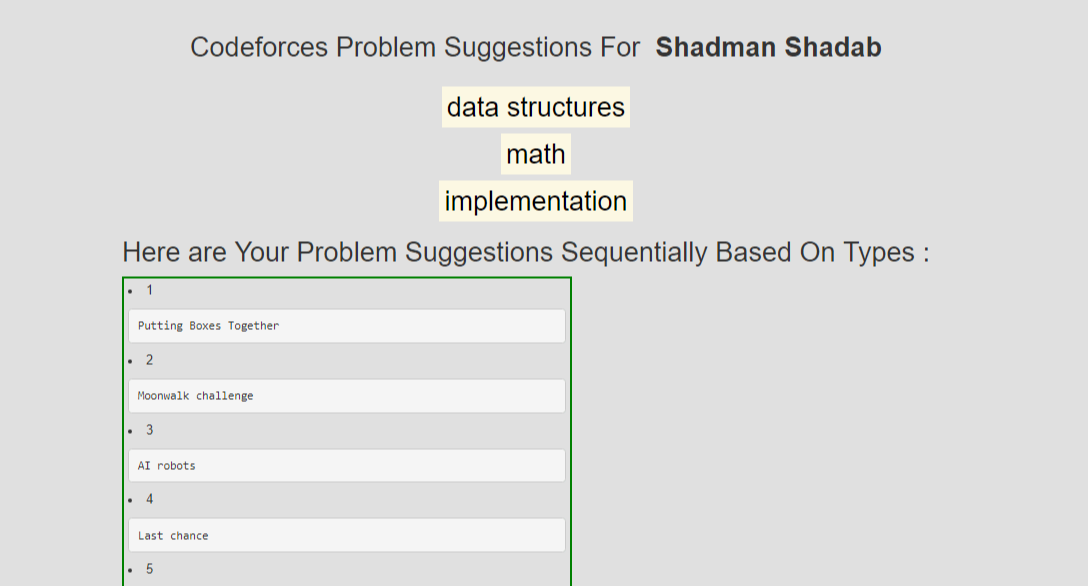 Codeforces Problem Suggestions For Shadman Shadab
data structures
math
implementation
Here are Your Problem Suggestions Sequentially Based On Types :
1
Putting Boxes Together
2
Moonwalk challenge
3
AI robots
4
Last chance
5